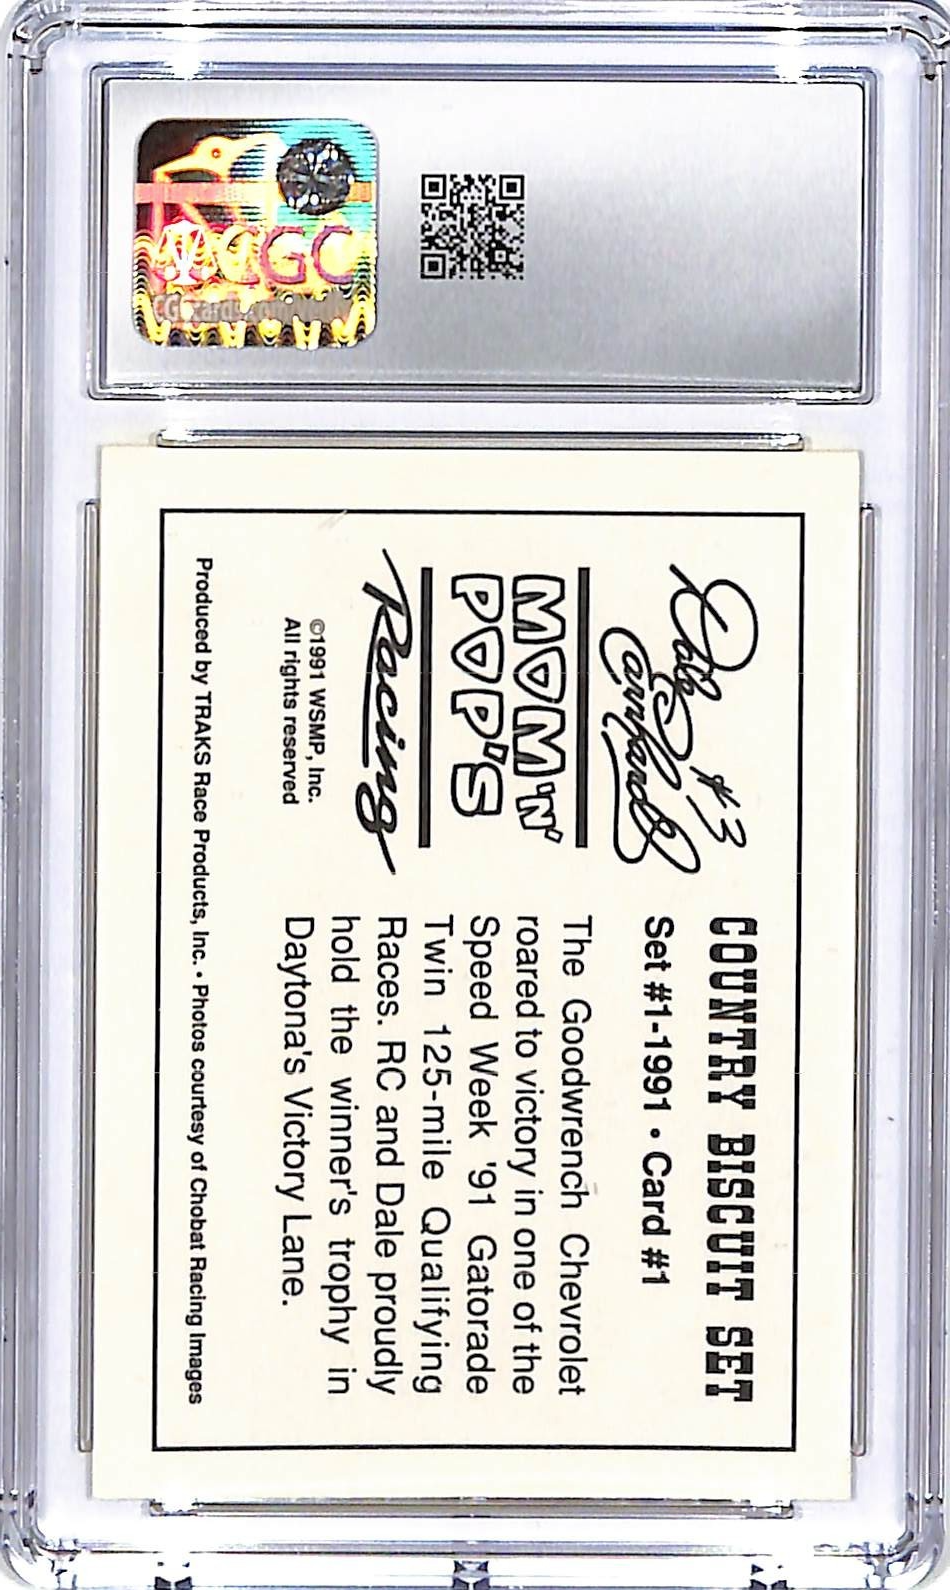 CGC
Dale Earnhardt #3
MOM 'N'
POP'S
Racing
©1991 WSMP, Inc.
All rights reserved
COUNTRY BISCUIT SET
Set #1-1991 • Card #1
The Goodwrench Chevrolet
roared to victory in one of the
Speed Week '91 Gatorade
Twin 125-mile Qualifying
Races. RC and Dale proudly
hold the winner's trophy in
Daytona's Victory Lane.
Produced by TRAKS Race Products, Inc. • Photos courtesy of Chobat Racing Images